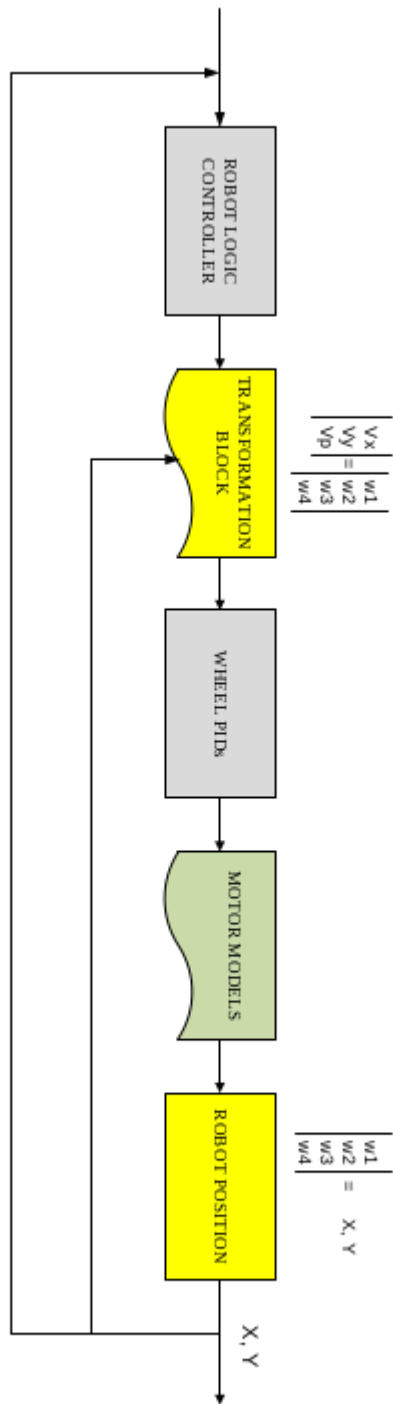 ROBOT LOGIC
CONTROLLER
TRANSFORMATION
BLOCK
Vx
Vy
Vp
=
w1
w2
w3
w4
WHEEL PIDs
MOTOR MODELS
ROBOT POSITION
w1
w2
w3
w4
= X, Y
X, Y